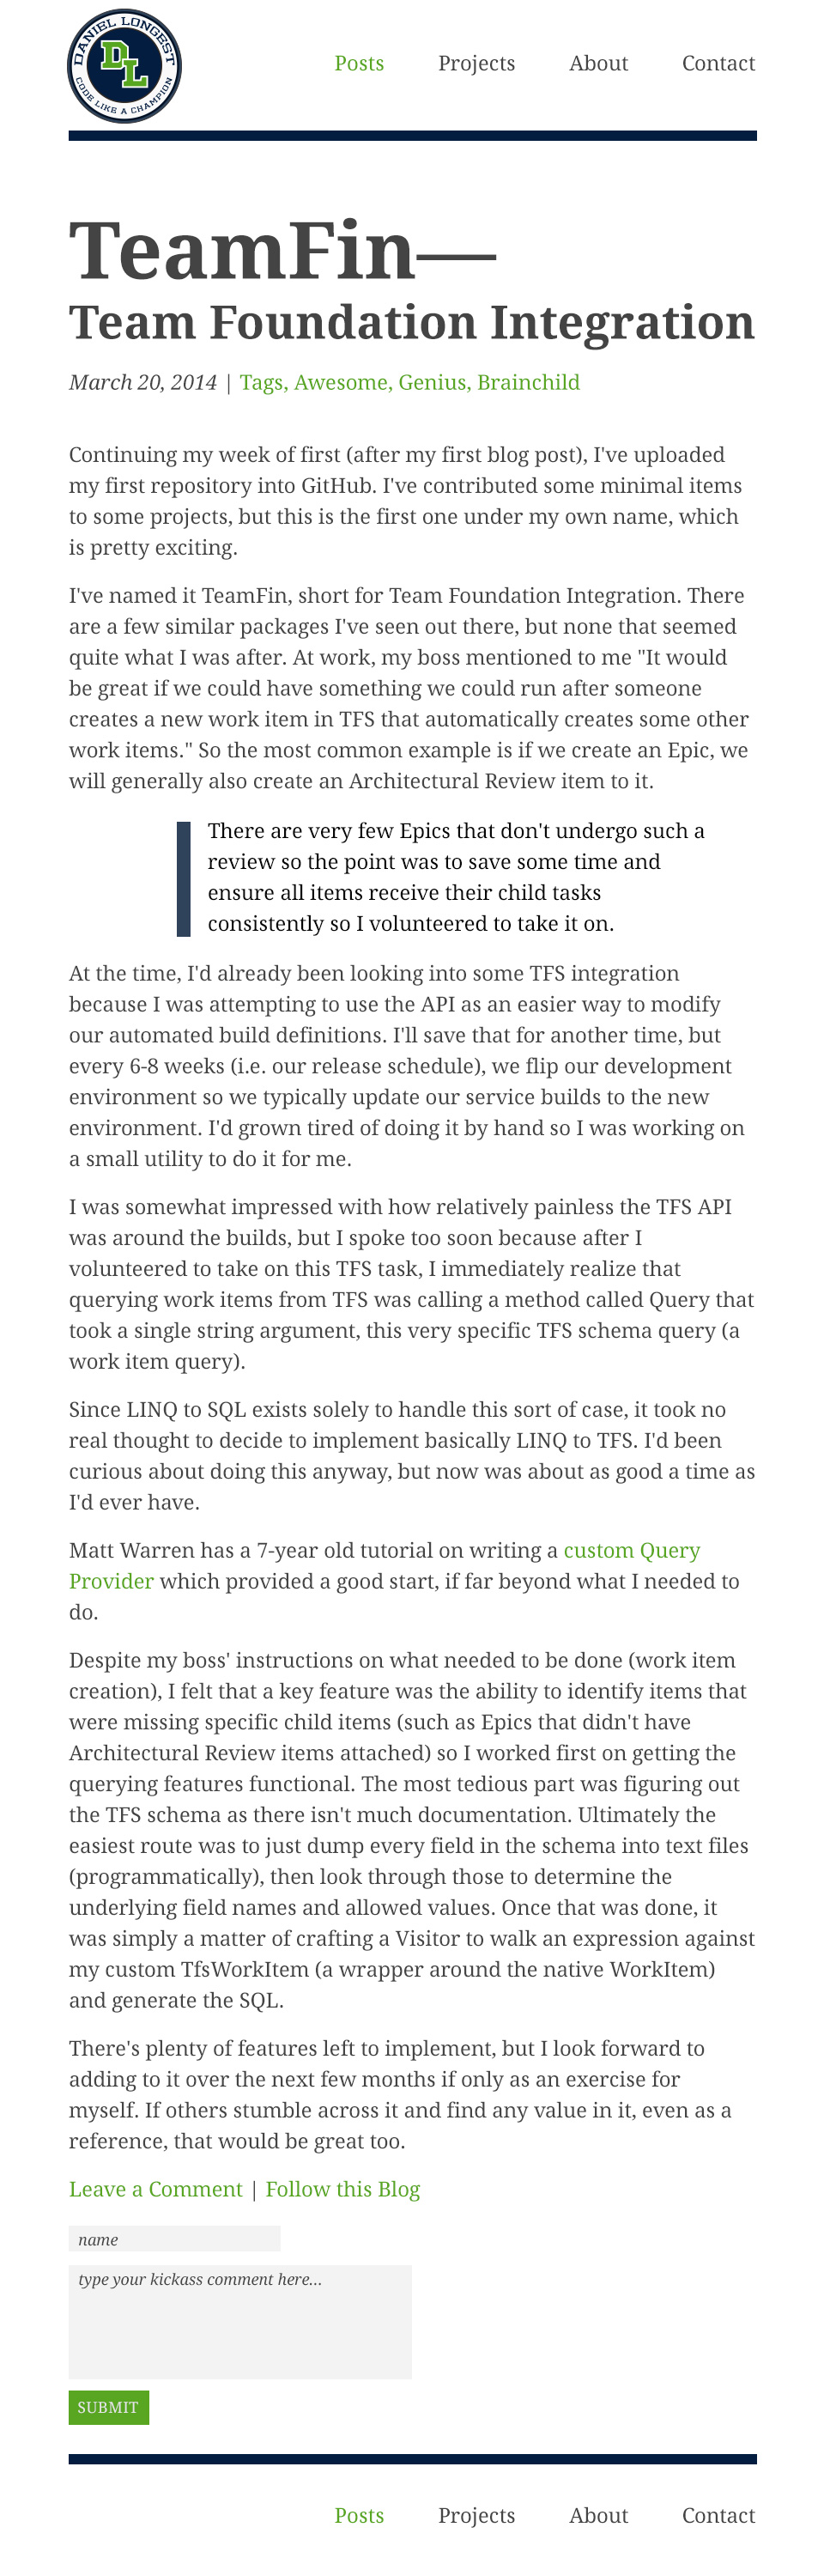 DANIEL LONGEST
DL
CODE LIKE A CHAMPION
Posts Projects About Contact
TeamFin—
Team Foundation Integration
March 20, 2014 | Tags, Awesome, Genius, Brainchild
Continuing my week of first (after my first blog post), I've uploaded
my first repository into GitHub. I've contributed some minimal items
to some projects, but this is the first one under my own name, which
is pretty exciting.
I've named it TeamFin, short for Team Foundation Integration. There
are a few similar packages I've seen out there, but none that seemed
quite what I was after. At work, my boss mentioned to me "It would
be great if we could have something we could run after someone
creates a new work item in TFS that automatically creates some other
work items." So the most common example is if we create an Epic, we
will generally also create an Architectural Review item to it.
There are very few Epics that don't undergo such a
review so the point was to save some time and
ensure all items receive their child tasks
consistently so I volunteered to take it on.
At the time, I'd already been looking into some TFS integration
because I was attempting to use the API as an easier way to modify
our automated build definitions. I'll save that for another time, but
every 6-8 weeks (i.e. our release schedule), we flip our development
environment so we typically update our service builds to the new
environment. I'd grown tired of doing it by hand so I was working on
a small utility to do it for me.
I was somewhat impressed with how relatively painless the TFS API
was around the builds, but I spoke too soon because after I
volunteered to take on this TFS task, I immediately realize that
querying work items from TFS was calling a method called Query that
took a single string argument, this very specific TFS schema query (a
work item query).
Since LINQ to SQL exists solely to handle this sort of case, it took no
real thought to decide to implement basically LINQ to TFS. I'd been
curious about doing this anyway, but now was about as good a time as
I'd ever have.
Matt Warren has a 7-year old tutorial on writing a custom Query
Provider which provided a good start, if far beyond what I needed to
do.
Despite my boss' instructions on what needed to be done (work item
creation), I felt that a key feature was the ability to identify items that
were missing specific child items (such as Epics that didn't have
Architectural Review items attached) so I worked first on getting the
querying features functional. The most tedious part was figuring out
the TFS schema as there isn't much documentation. Ultimately the
easiest route was to just dump every field in the schema into text files
(programmatically), then look through those to determine the
underlying field names and allowed values. Once that was done, it
was simply a matter of crafting a Visitor to walk an expression against
my custom TfsWorkItem (a wrapper around the native WorkItem)
and generate the SQL.
There's plenty of features left to implement, but I look forward to
adding to it over the next few months if only as an exercise for
myself. If others stumble across it and find any value in it, even as a
reference, that would be great too.
Leave a Comment | Follow this Blog
name
type your kickass comment here...
SUBMIT
Posts Projects About Contact